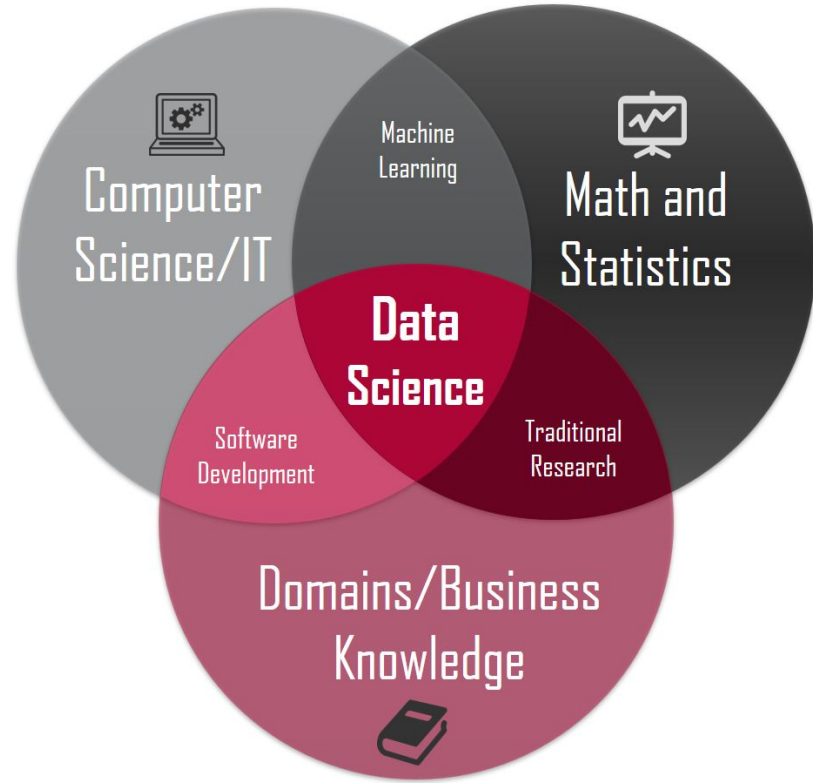 Machine
Learning
Computer
Science/IT
Math and
Statistics
Data
Science
Software
Development
Traditional
Research
Domains/Business
Knowledge